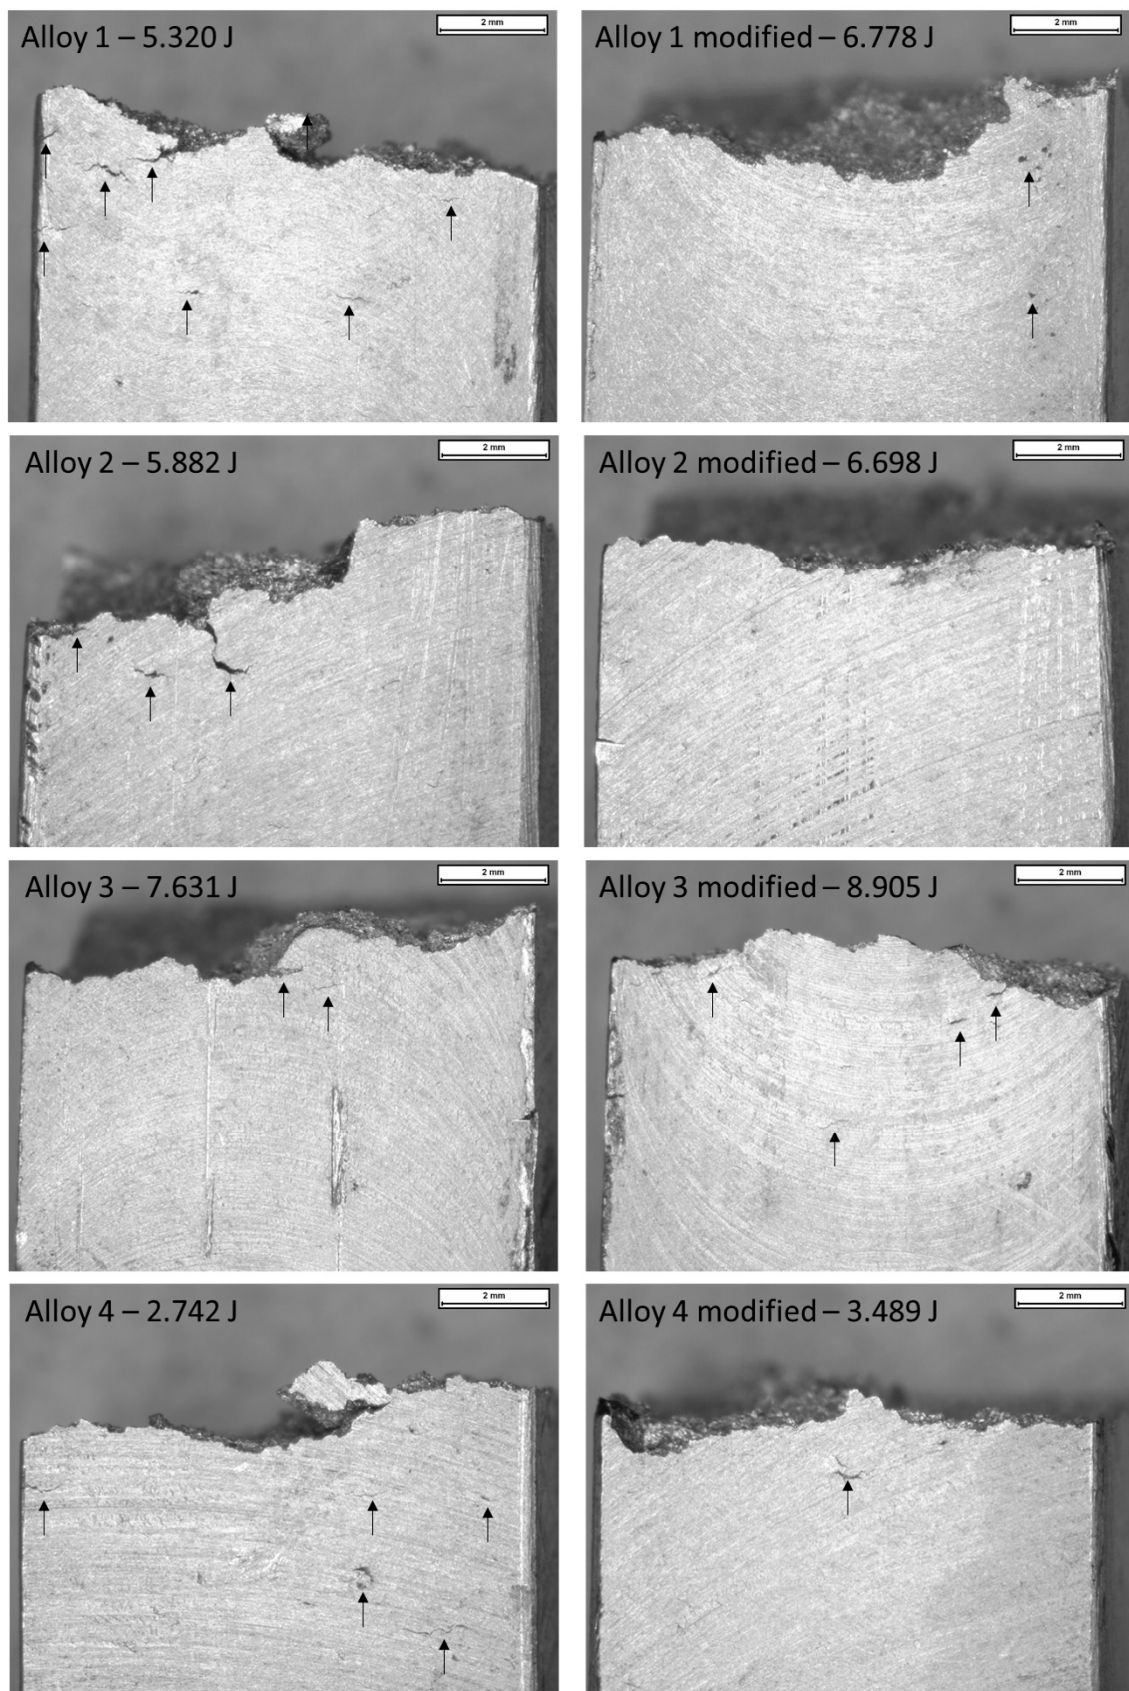 Alloy 1 – 5.320 J
2 mm
Alloy 1 modified – 6.778 J
2 mm
Alloy 2 – 5.882 J
2 mm
Alloy 2 modified – 6.698 J
2 mm
Alloy 3 – 7.631 J
2 mm
Alloy 3 modified – 8.905 J
2 mm
Alloy 4 – 2.742 J
2 mm
Alloy 4 modified – 3.489 J
2 mm